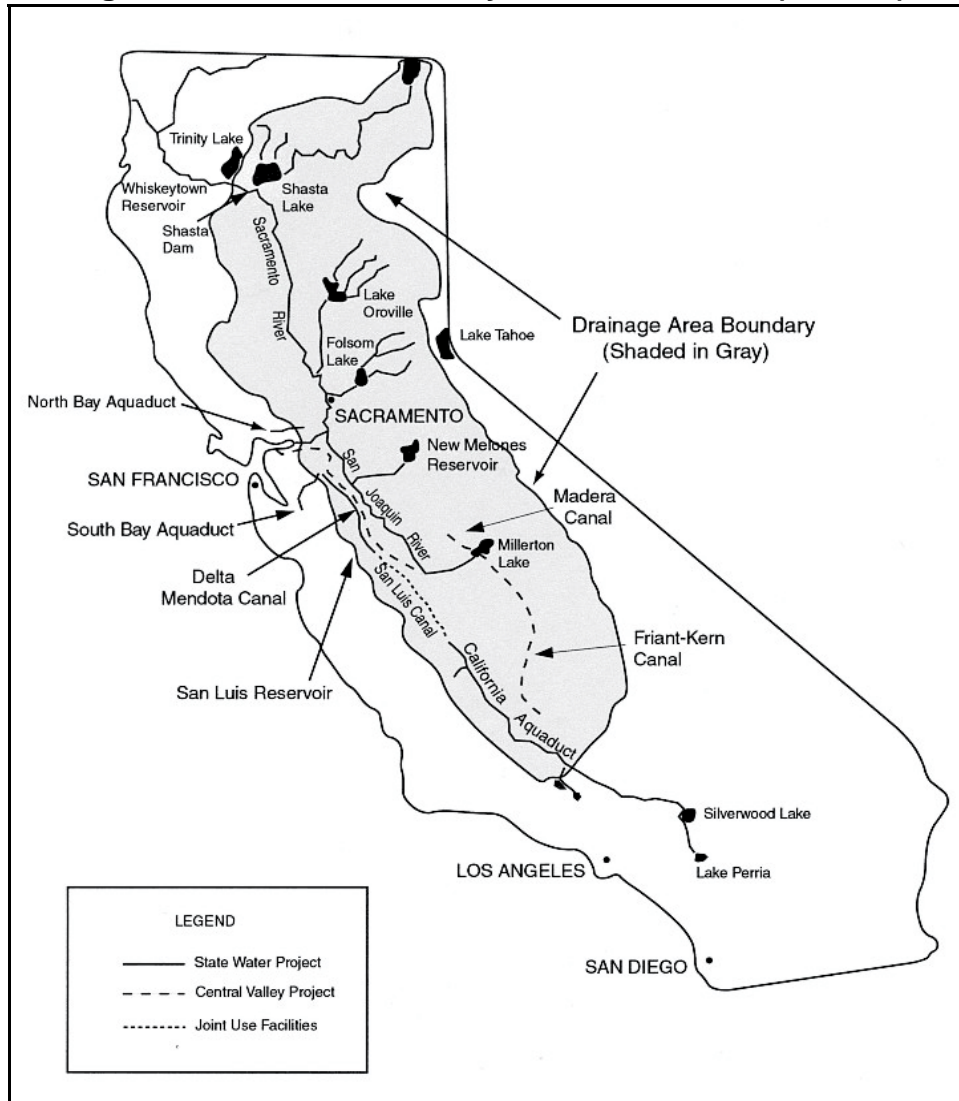 Trinity Lake
Whiskeytown
Reservoir
Shasta
Dam
Shasta
Lake
Sacramento
River
Lake
Oroville
Folsom
Lake
Lake Tahoe
Drainage Area Boundary
(Shaded in Gray)
North Bay Aquaduct
SACRAMENTO
New Melones
Reservoir
SAN FRANCISCO
San
Joaquin
River
Madera
Canal
South Bay Aquaduct
Millerton
Lake
Delta
Mendota Canal
San Luis Canal
Friant-Kern
Canal
San Luis Reservoir
California
Aquaduct
Silverwood Lake
LOS ANGELES
Lake Perria
SAN DIEGO
LEGEND
State Water Project
Central Valley Project
Joint Use Facilities